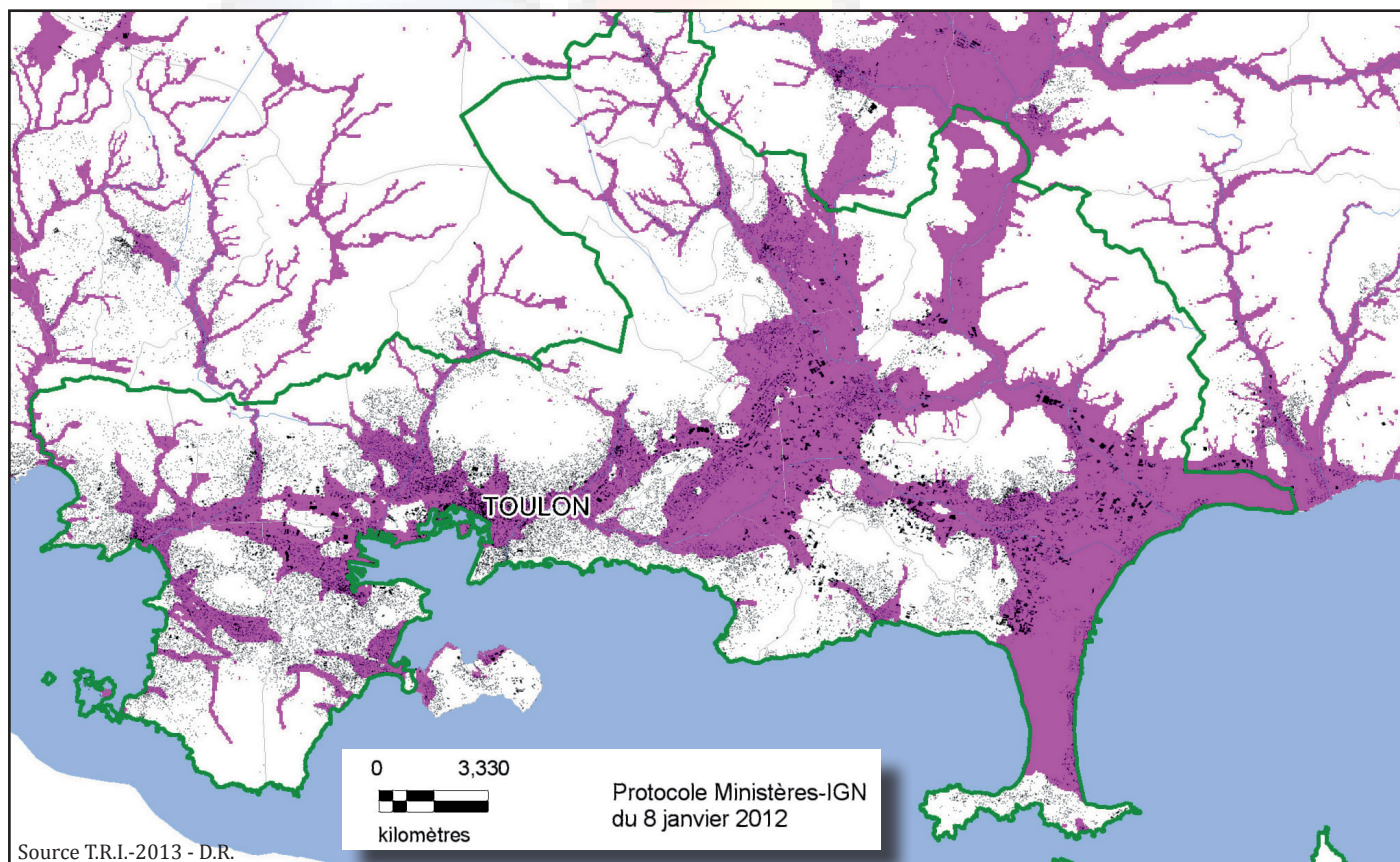 TOULON
0 3,330
kilomètres
Protocole Ministères-IGN
du 8 janvier 2012
Source T.R.I.-2013 - D.R.